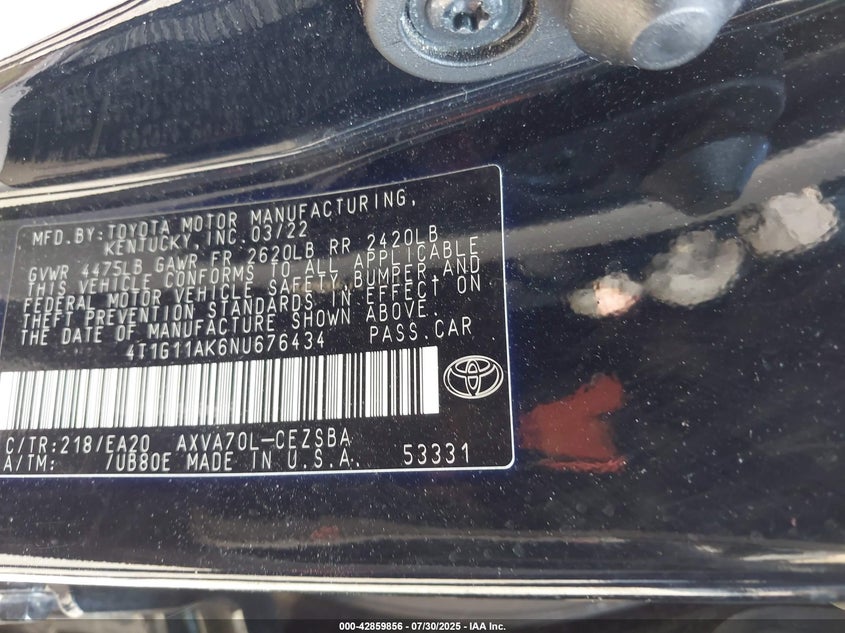 MFD.BY:TOYOTA MOTOR MANUFACTURING,
KENTUCKY, INC.03/22
GVWR 4475LB GAWR FR 2620LB RR 2420LB
THIS VEHICLE CONFORMS TO ALL APPLICABLE
FEDERAL MOTOR VEHICLE SAFETY,BUMPER AND
THEFT PREVENTION STANDARDS IN EFFECT ON
THE DATE OF MANUFACTURE SHOWN ABOVE.
4T1G11AK6NU676434 PASS.CAR
C/TR:218/EA20 AXVA70L-CEZSBA
A/TM: /UB80E MADE IN U.S.A. 53331
000-42859856 | 07/30/2025 | IAA Inc.